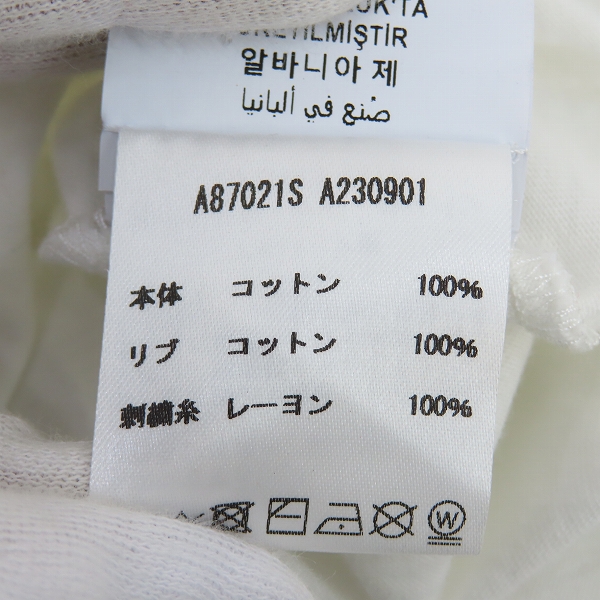 ÜRETİLMİŞTİR
알바니아 제
صنع في ألبانيا
A87021S A230901
本体 コットン 100%
リブ コットン 100%
刺繍糸 レーヨン 100%
W